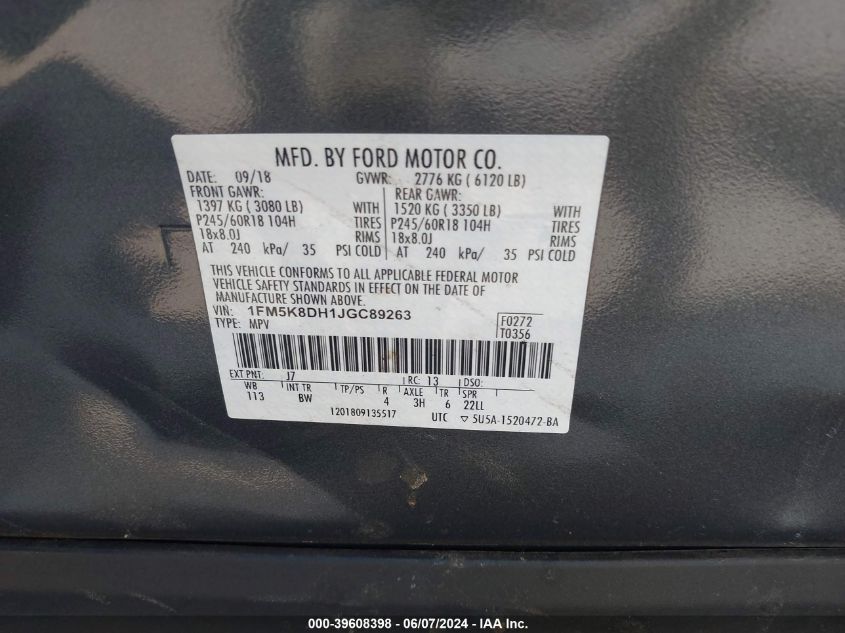 MFD. BY FORD MOTOR CO.
DATE: 09/18 GVWR: 2776 KG ( 6120 LB)
FRONT GAWR: REAR GAWR:
1397 KG ( 3080 LB) WITH 1520 KG ( 3350 LB) WITH
P245/60R18 104H TIRES P245/60R18 104H TIRES
18x8.0J RIMS 18x8.0J RIMS
AT 240 kPa/ 35 PSI COLD AT 240 kPa/ 35 PSI COLD
THIS VEHICLE CONFORMS TO ALL APPLICABLE FEDERAL MOTOR
VEHICLE SAFETY STANDARDS IN EFFECT ON THE DATE OF
MANUFACTURE SHOWN ABOVE.
VIN: 1FM5K8DH1JGC89263 F0272
TYPE: MPV T0356
EXT PNT: J7 RC: 13 DSO:
WB INT TR TP/PS R AXLE TR SPR
113 BW 4 3H 6 22LL
1201809135517 UTC ▽ 5U5A-1520472-BA
000-39608398 - 06/07/2024 - IAA Inc.